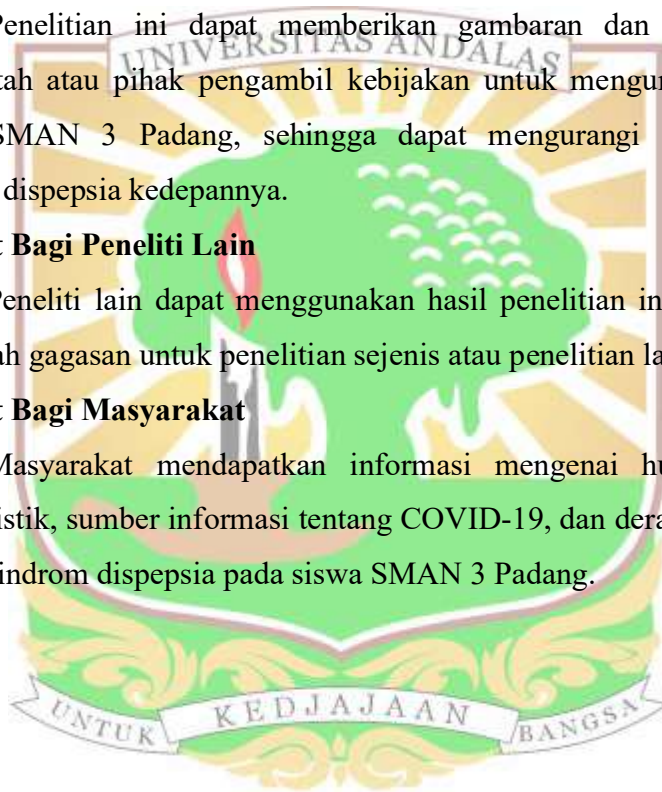 Penelitian ini dapat memberikan gambaran dan
UNIVERSITAS ANDALAS
tah atau pihak pengambil kebijakan untuk mengur
SMAN 3 Padang, sehingga dapat mengurangi
dispepsia kedepannya.
t Bagi Peneliti Lain
Peneliti lain dapat menggunakan hasil penelitian in
ah gagasan untuk penelitian sejenis atau penelitian la
t Bagi Masyarakat
Masyarakat mendapatkan informasi mengenai hu
istik, sumber informasi tentang COVID-19, dan dera
indrom dispepsia pada siswa SMAN 3 Padang.
UNTUK KEDJAJAAN BANGSA